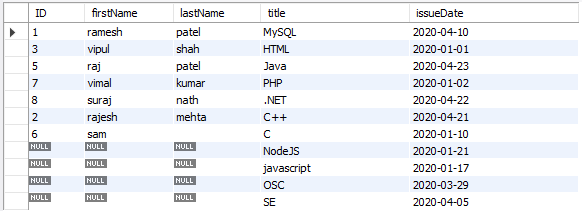 ID firstName lastName title issueDate
1 ramesh patel MySQL 2020-04-10
3 vipul shah HTML 2020-01-01
5 raj patel Java 2020-04-23
7 vimal kumar PHP 2020-01-02
8 suraj nath .NET 2020-04-22
2 rajesh mehta C++ 2020-04-21
6 sam C 2020-01-10
NULL NULL NULL NodeJS 2020-01-21
NULL NULL NULL javascript 2020-01-17
NULL NULL NULL OSC 2020-03-29
NULL NULL NULL SE 2020-04-05